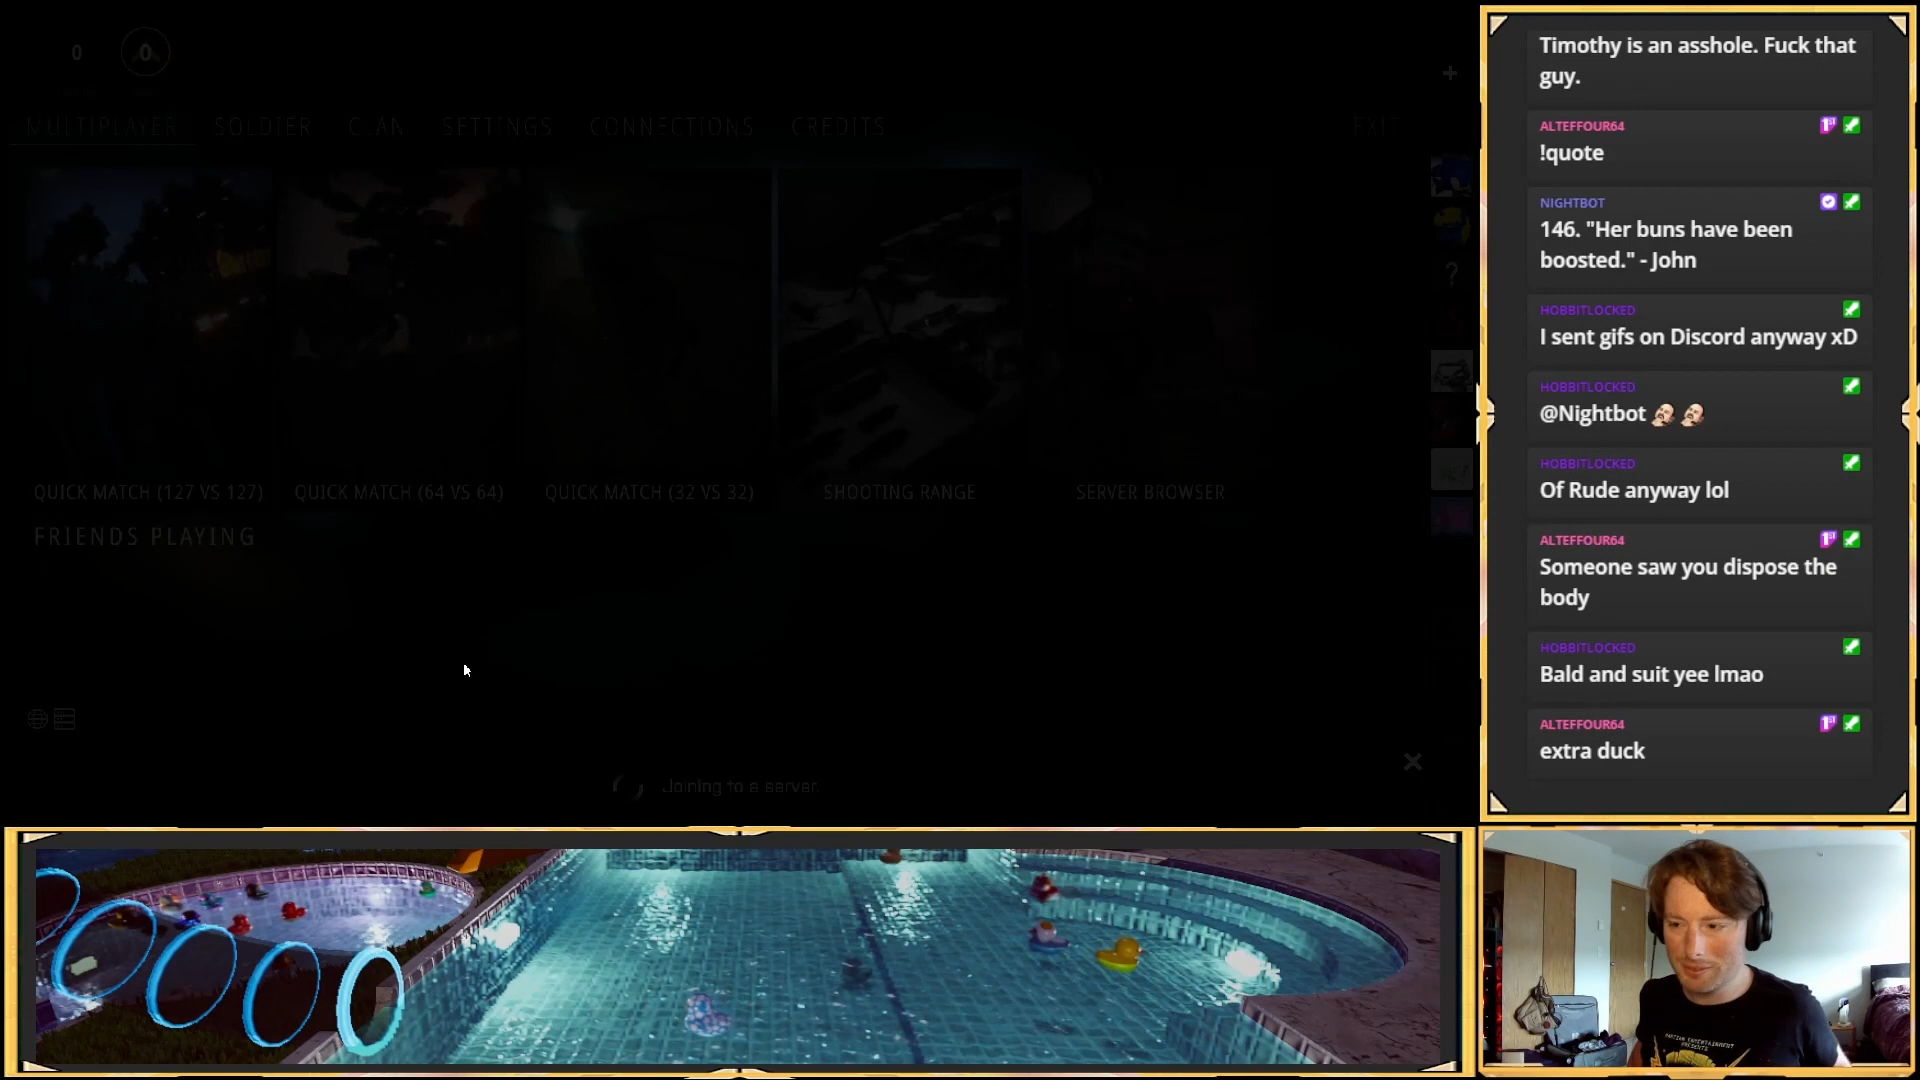 0
0
MULTIPLAYER SOLDIER CLAN SETTINGS CONNECTIONS CREDITS EXIT
QUICK MATCH (127 VS 127) QUICK MATCH (64 VS 64) QUICK MATCH (32 VS 32) SHOOTING RANGE SERVER BROWSER
FRIENDS PLAYING
Joining to a server.
Timothy is an asshole. Fuck that
guy.
ALTEFFOUR64
!quote
NIGHTBOT
146. "Her buns have been
boosted." - John
HOBBITLOCKED
I sent gifs on Discord anyway xD
HOBBITLOCKED
@Nightbot
HOBBITLOCKED
Of Rude anyway lol
ALTEFFOUR64
Someone saw you dispose the
body
HOBBITLOCKED
Bald and suit yee lmao
ALTEFFOUR64
extra duck